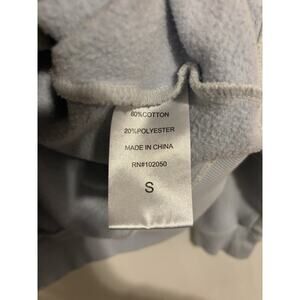 80%COTTON
20%POLYESTER
MADE IN CHINA
RN#102050
S